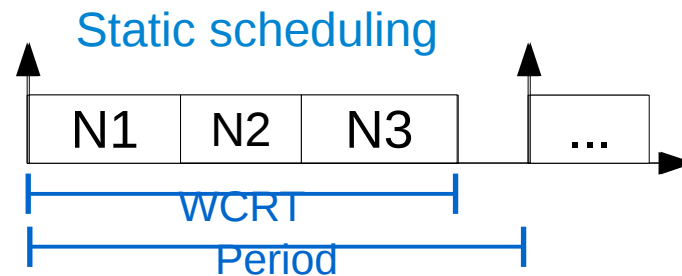 Static scheduling
N1 N2 N3 ...
WCRT
Period